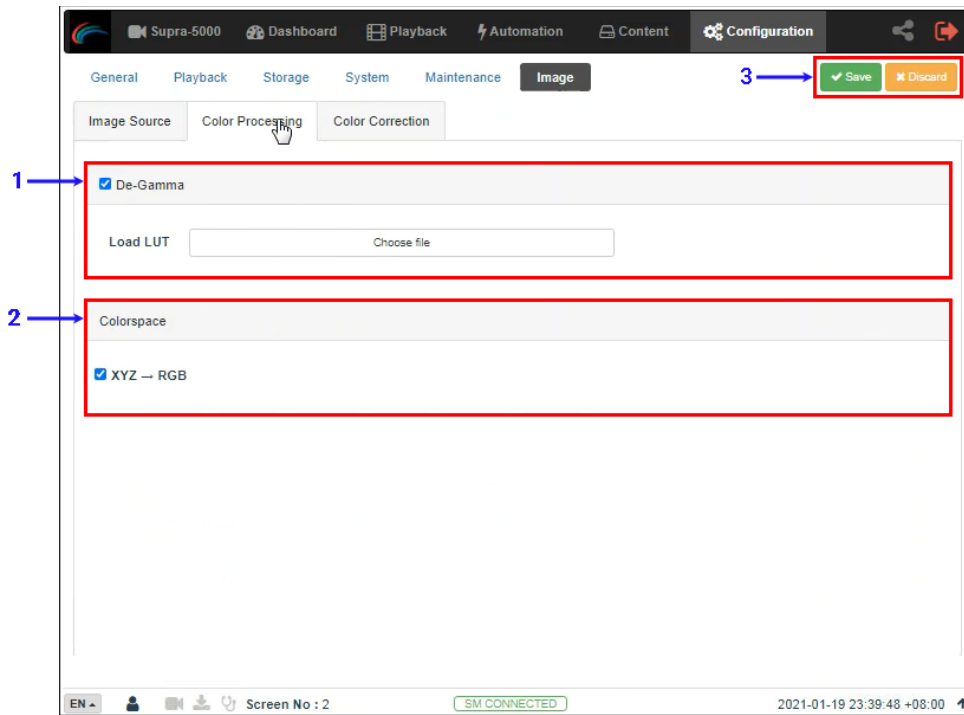 Supra-5000 Dashboard Playback Automation Content Configuration
General Playback Storage System Maintenance Image 3 Save Discard
Image Source Color Processing Color Correction
1 De-Gamma
Load LUT Choose file
2 Colorspace
XYZ → RGB
EN Screen No : 2 SM CONNECTED 2021-01-19 23:39:48 +08:00